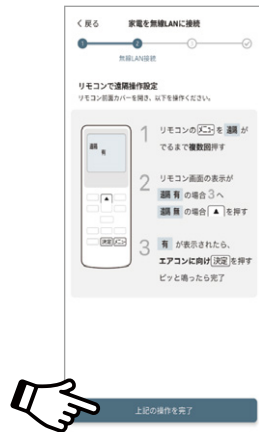 く 戻る 家電を無線LANに接続
無線LAN接続
リモコンで遠隔操作設定
リモコン前面カバーを開き、以下を操作ください。
遠隔
有
▲
決定 メニュー
1 リモコンのメニューを 遠隔 が
でるまで複数回押す
2 リモコン画面の表示が
遠隔 有 の場合 3へ
遠隔 無 の場合 ▲ を押す
3 有 が表示されたら、
エアコンに向け 決定 を押す
ピッと鳴ったら完了
上記の操作を完了